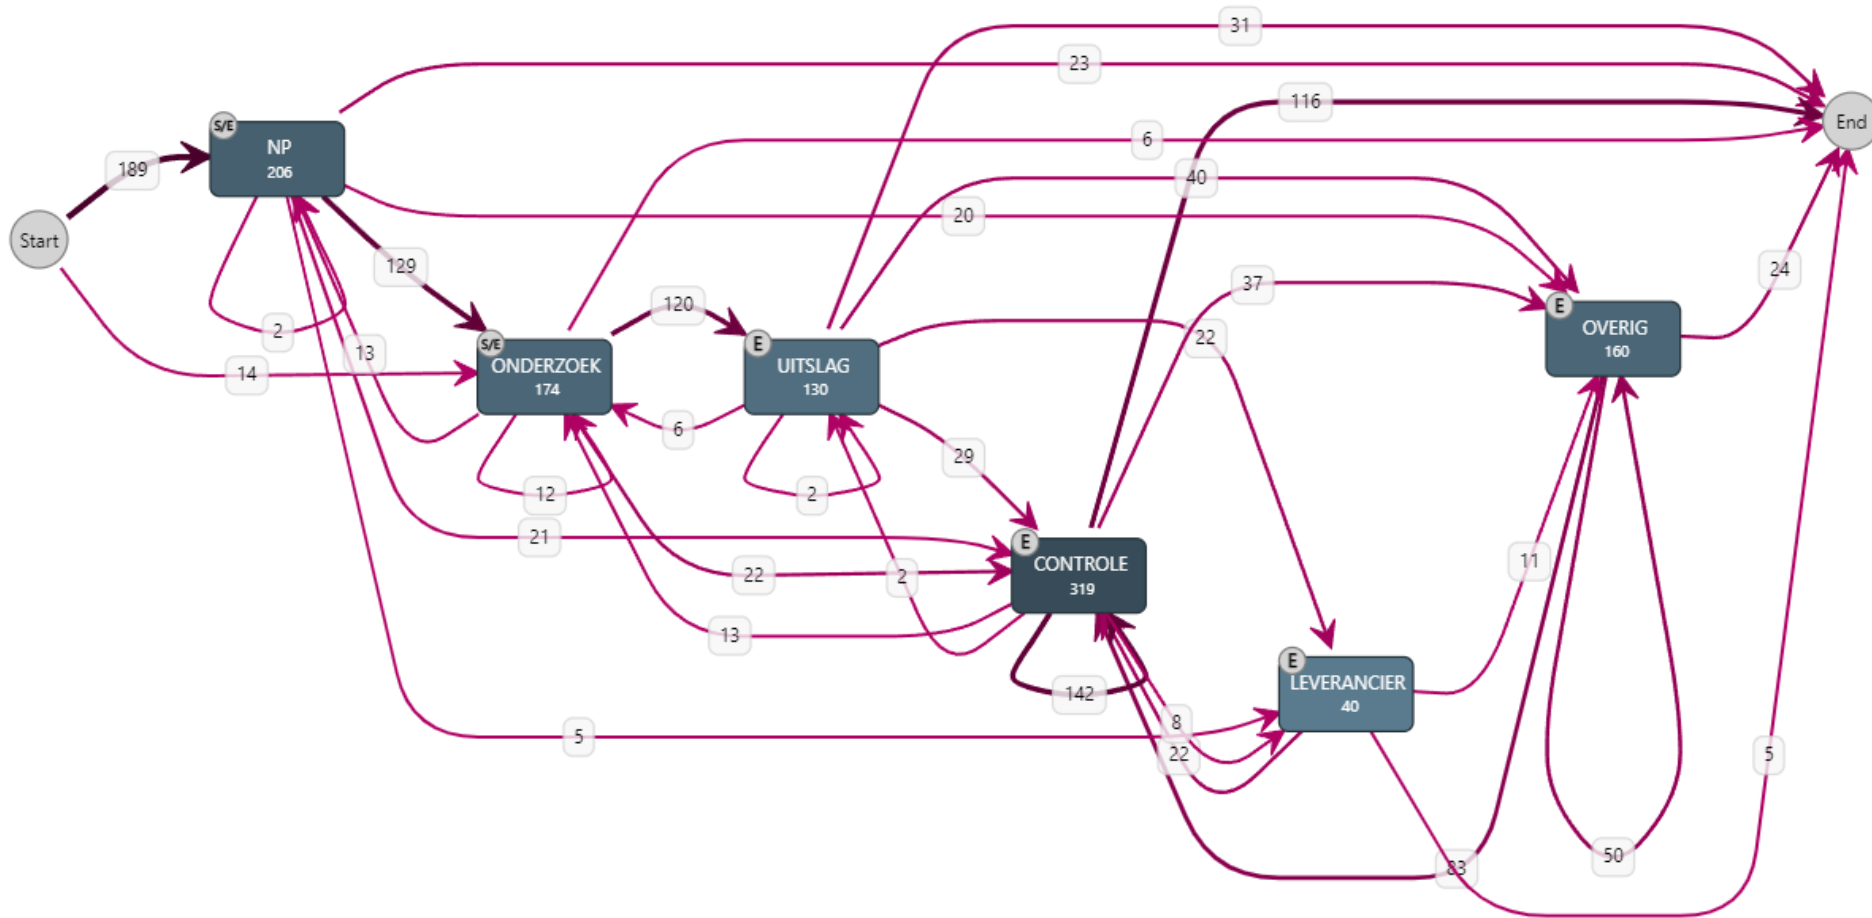 31
23
116
S/E
NP
206
End
6
189
40
20
Start
129
24
37
120
E
OVERIG
160
2
13
S/E
ONDERZOEK
174
E
UITSLAG
130
22
14
6
29
12
2
21
E
CONTROLE
319
11
22
2
13
E
LEVERANCIER
40
142
8
5
22
5
50
83